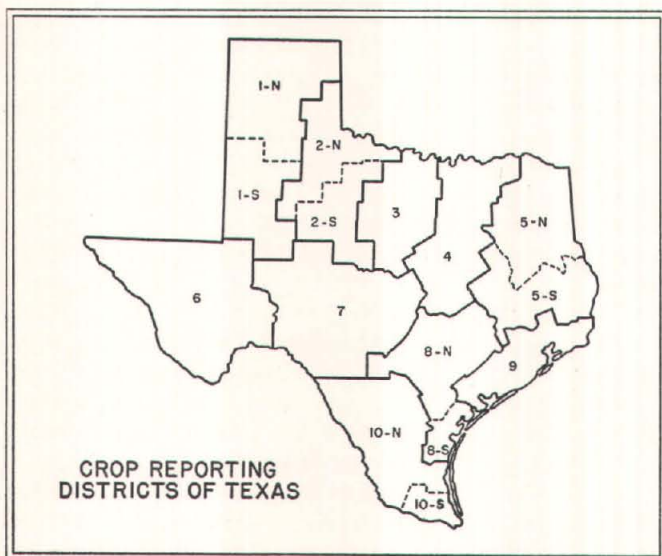 1-N
2-N
1-S
2-S
3
4
5-N
5-S
6
7
8-N
9
10-N
8-S
10-S
CROP REPORTING
DISTRICTS OF TEXAS